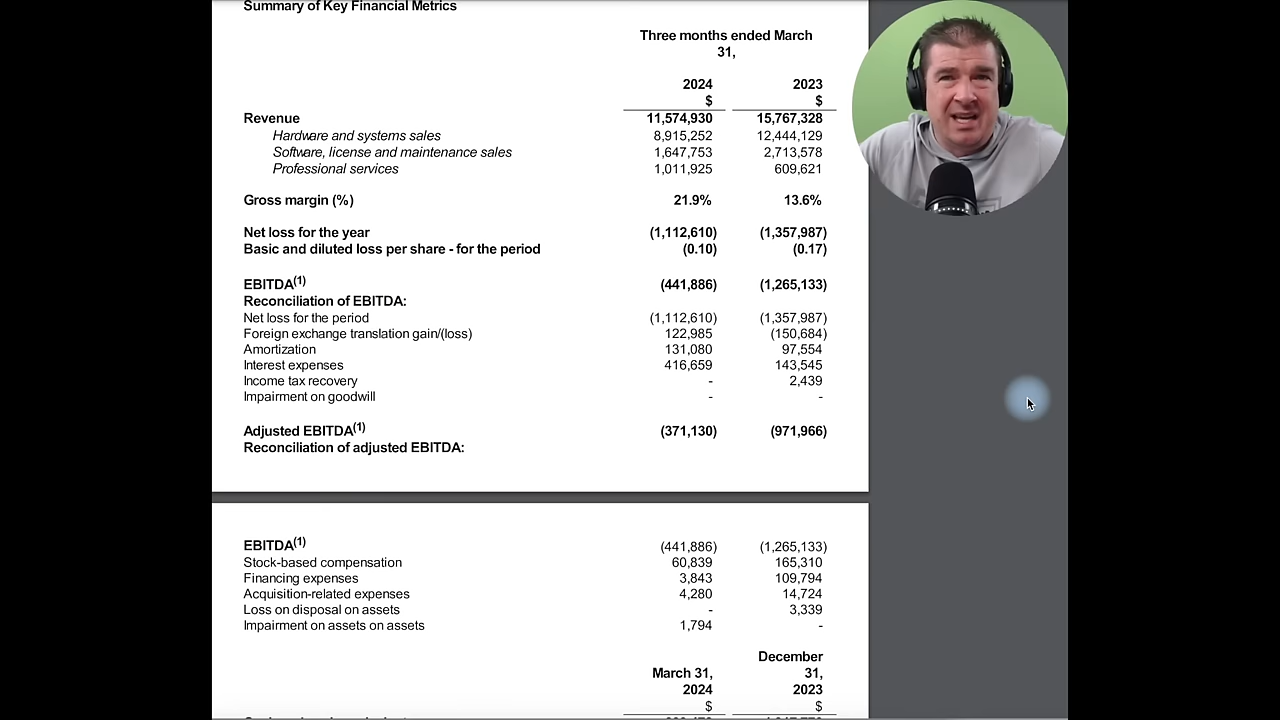 Summary of Key Financial Metrics
Three months ended March
31,
2024 2023
$ $
Revenue 11,574,930 15,767,328
Hardware and systems sales 8,915,252 12,444,129
Software, license and maintenance sales 1,647,753 2,713,578
Professional services 1,011,925 609,621
Gross margin (%) 21.9% 13.6%
Net loss for the year (1,112,610) (1,357,987)
Basic and diluted loss per share - for the period (0.10) (0.17)
EBITDA(1) (441,886) (1,265,133)
Reconciliation of EBITDA:
Net loss for the period (1,112,610) (1,357,987)
Foreign exchange translation gain/(loss) 122,985 (150,684)
Amortization 131,080 97,554
Interest expenses 416,659 143,545
Income tax recovery - 2,439
Impairment on goodwill - -
Adjusted EBITDA(1) (371,130) (971,966)
Reconciliation of adjusted EBITDA:
EBITDA(1) (441,886) (1,265,133)
Stock-based compensation 60,839 165,310
Financing expenses 3,843 109,794
Acquisition-related expenses 4,280 14,724
Loss on disposal on assets - 3,339
Impairment on assets on assets 1,794 -
December
March 31, 31,
2024 2023
$ $